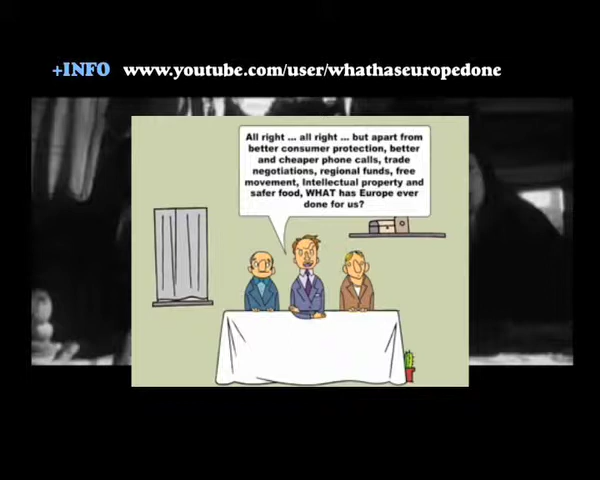 +INFO www.youtube.com/user/whathaseuropedone
All right ... all right ... but apart from
better consumer protection, better
and cheaper phone calls, trade
negotiations, regional funds, free
movement, Intellectual property and
safer food, WHAT has Europe ever
done for us?